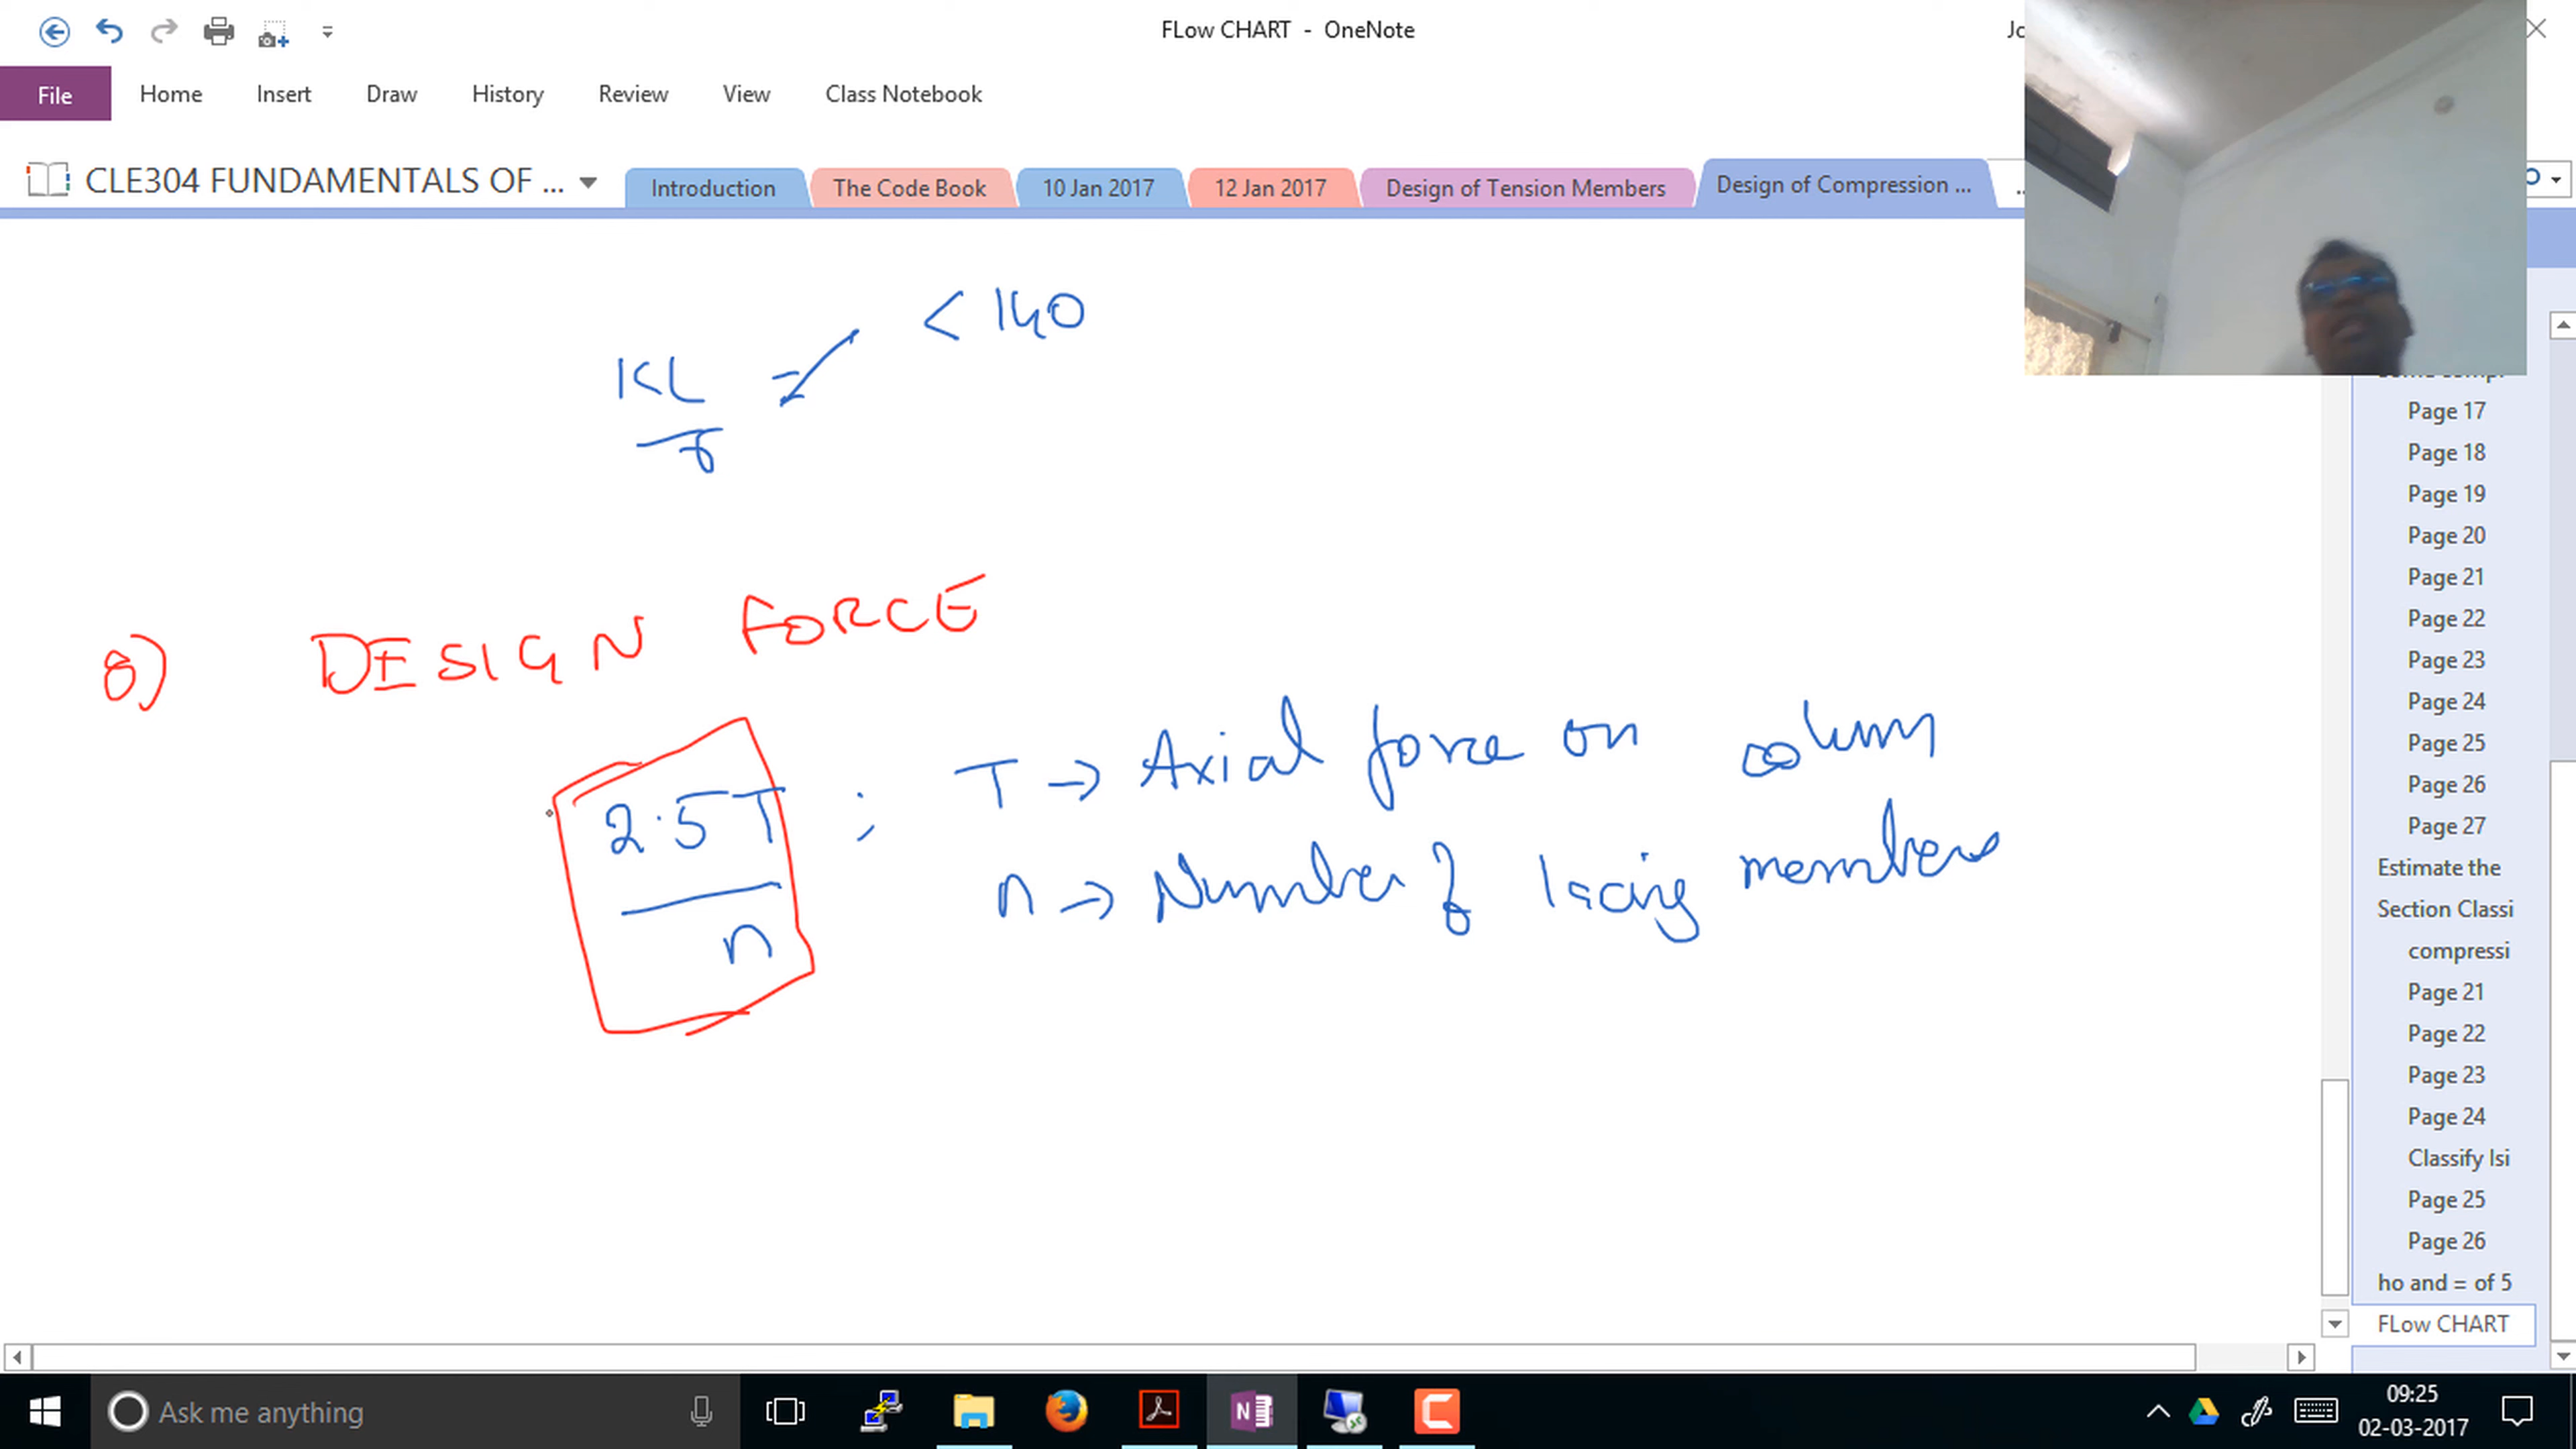 FLow CHART - OneNote
Jo
File Home Insert Draw History Review View Class Notebook
CLE304 FUNDAMENTALS OF ...
Introduction
The Code Book
10 Jan 2017
12 Jan 2017
Design of Tension Members
Design of Compression ...
...
KL/r = < 140
8) DESIGN FORCE
2.5T/n ; T → Axial force on column
n → Number of lacing members
Page 17
Page 18
Page 19
Page 20
Page 21
Page 22
Page 23
Page 24
Page 25
Page 26
Page 27
Estimate the
Section Classi
compressi
Page 21
Page 22
Page 23
Page 24
Classify Isi
Page 25
Page 26
ho and = of 5
FLow CHART
Ask me anything
N
09:25
02-03-2017